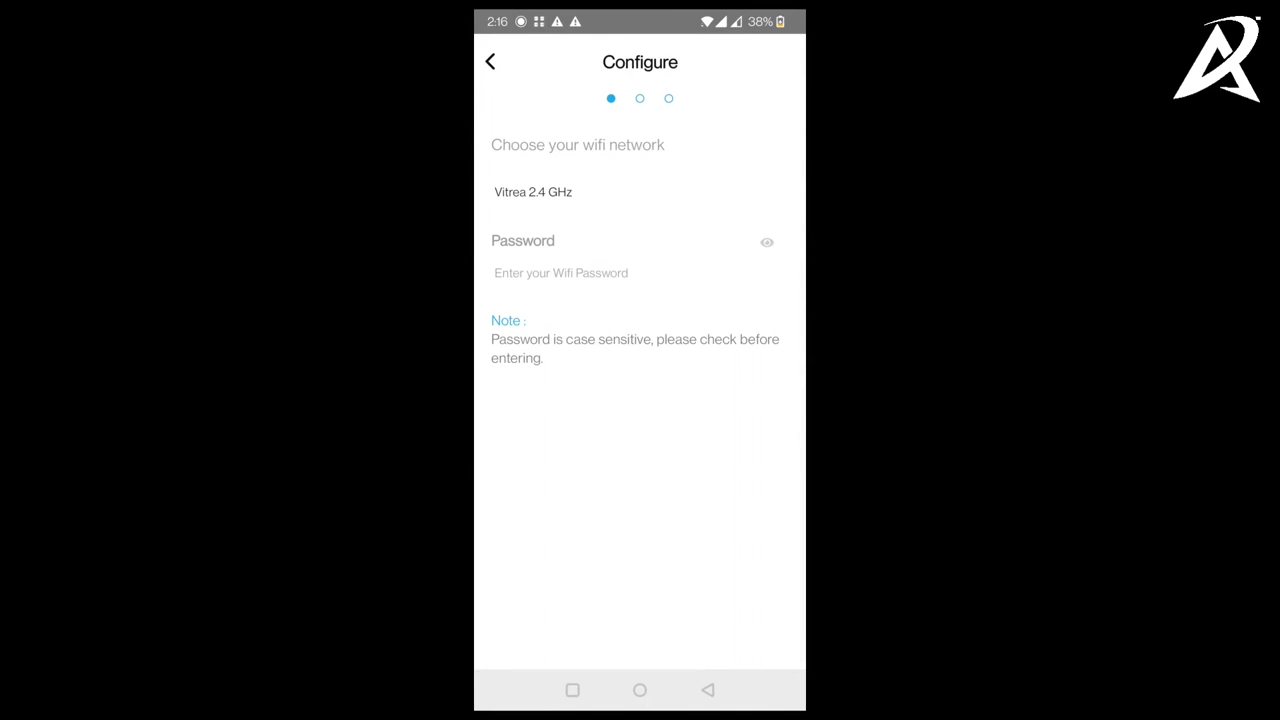 2:16 38%
Configure
Choose your wifi network
Vitrea 2.4 GHz
Password
Enter your Wifi Password
Note :
Password is case sensitive, please check before
entering.